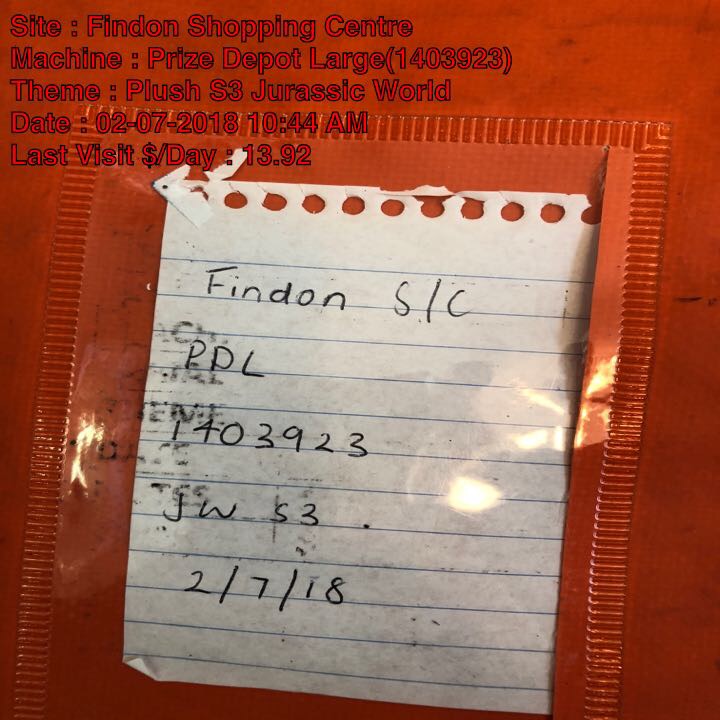 Site : Findon Shopping Centre
Machine : Prize Depot Large(1403923)
Theme : Plush S3 Jurassic World
Date : 02-07-2018 10:44 AM
Last Visit $/Day : 13.92
Findon S/C
PDL
1403923
JW S3 .
2/7/18